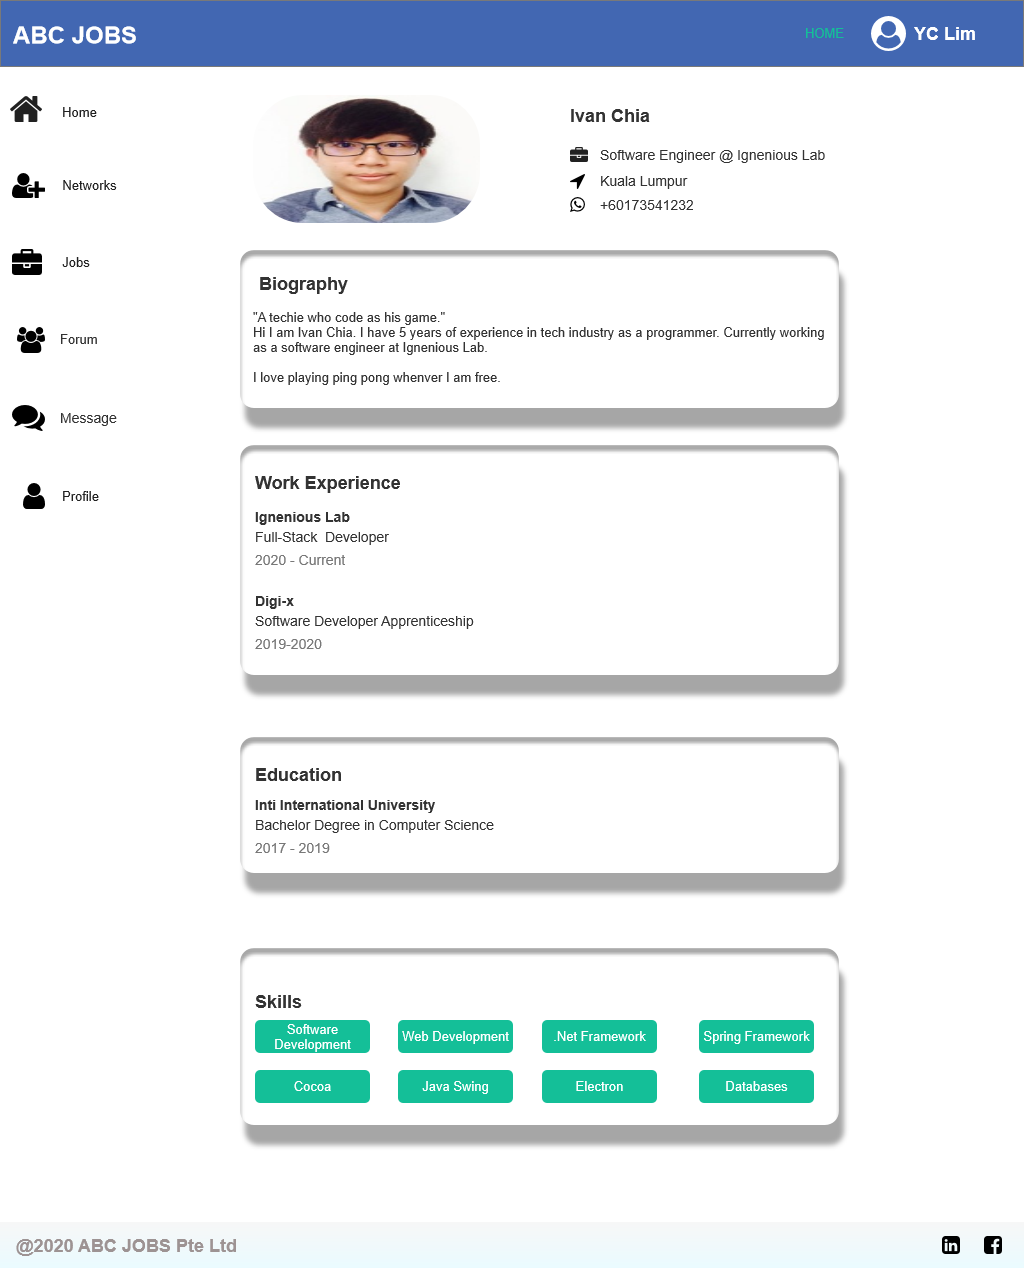 ABC JOBS
HOME
YC Lim
Home
Networks
Jobs
Forum
Message
Profile
Ivan Chia
Software Engineer @ Ignenious Lab
Kuala Lumpur
+60173541232
Biography
"A techie who code as his game."
Hi I am Ivan Chia. I have 5 years of experience in tech industry as a programmer. Currently working
as a software engineer at Ignenious Lab.
I love playing ping pong whenver I am free.
Work Experience
Ignenious Lab
Full-Stack  Developer
2020 - Current
Digi-x
Software Developer Apprenticeship
2019-2020
Education
Inti International University
Bachelor Degree in Computer Science
2017 - 2019
Skills
Software
Development
Web Development
.Net Framework
Spring Framework
Cocoa
Java Swing
Electron
Databases
@2020 ABC JOBS Pte Ltd